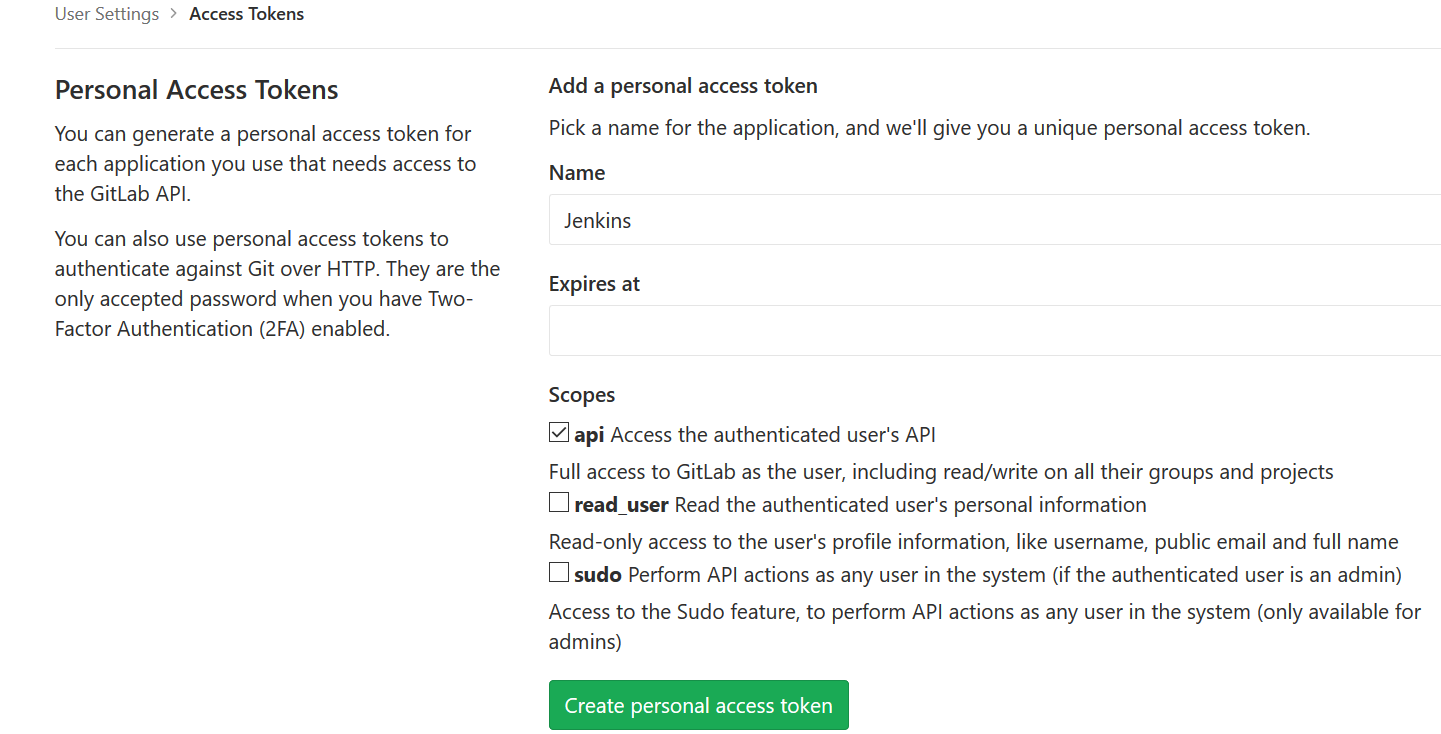 User Settings > Access Tokens
Personal Access Tokens
You can generate a personal access token for
each application you use that needs access to
the GitLab API.
You can also use personal access tokens to
authenticate against Git over HTTP. They are the
only accepted password when you have Two-
Factor Authentication (2FA) enabled.
Add a personal access token
Pick a name for the application, and we'll give you a unique personal access token.
Name
Jenkins
Expires at
Scopes
api Access the authenticated user's API
Full access to GitLab as the user, including read/write on all their groups and projects
read_user Read the authenticated user's personal information
Read-only access to the user's profile information, like username, public email and full name
sudo Perform API actions as any user in the system (if the authenticated user is an admin)
Access to the Sudo feature, to perform API actions as any user in the system (only available for
admins)
Create personal access token